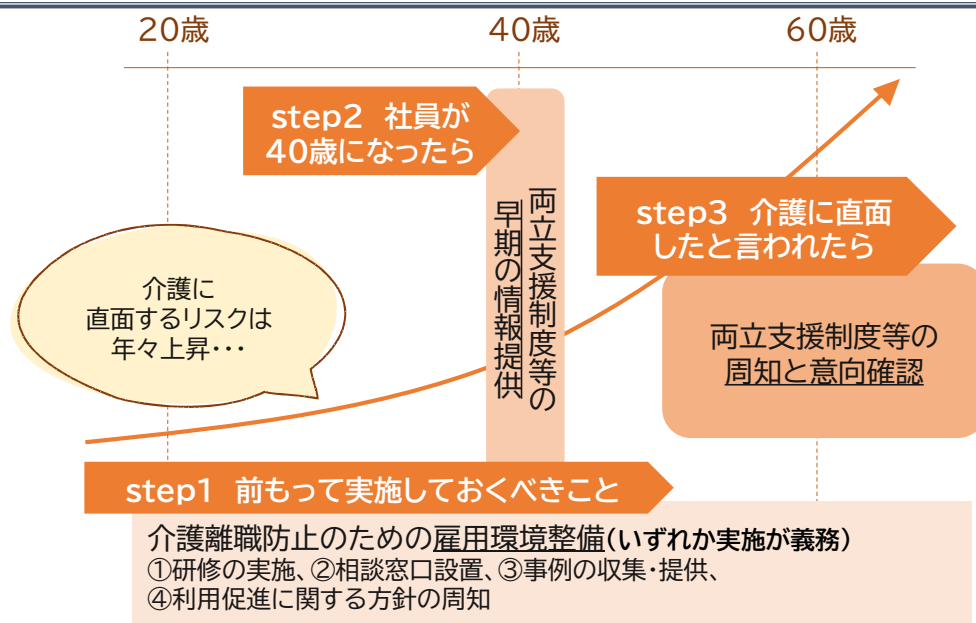 20歳
40歳
60歳
step2 社員が
40歳になったら
両立支援制度等の
早期の情報提供
step3 介護に直面
したと言われたら
介護に
直面するリスクは
年々上昇・・・
両立支援制度等の
周知と意向確認
step1 前もって実施しておくべきこと
介護離職防止のための雇用環境整備(いずれか実施が義務)
①研修の実施、②相談窓口設置、③事例の収集・提供、
④利用促進に関する方針の周知